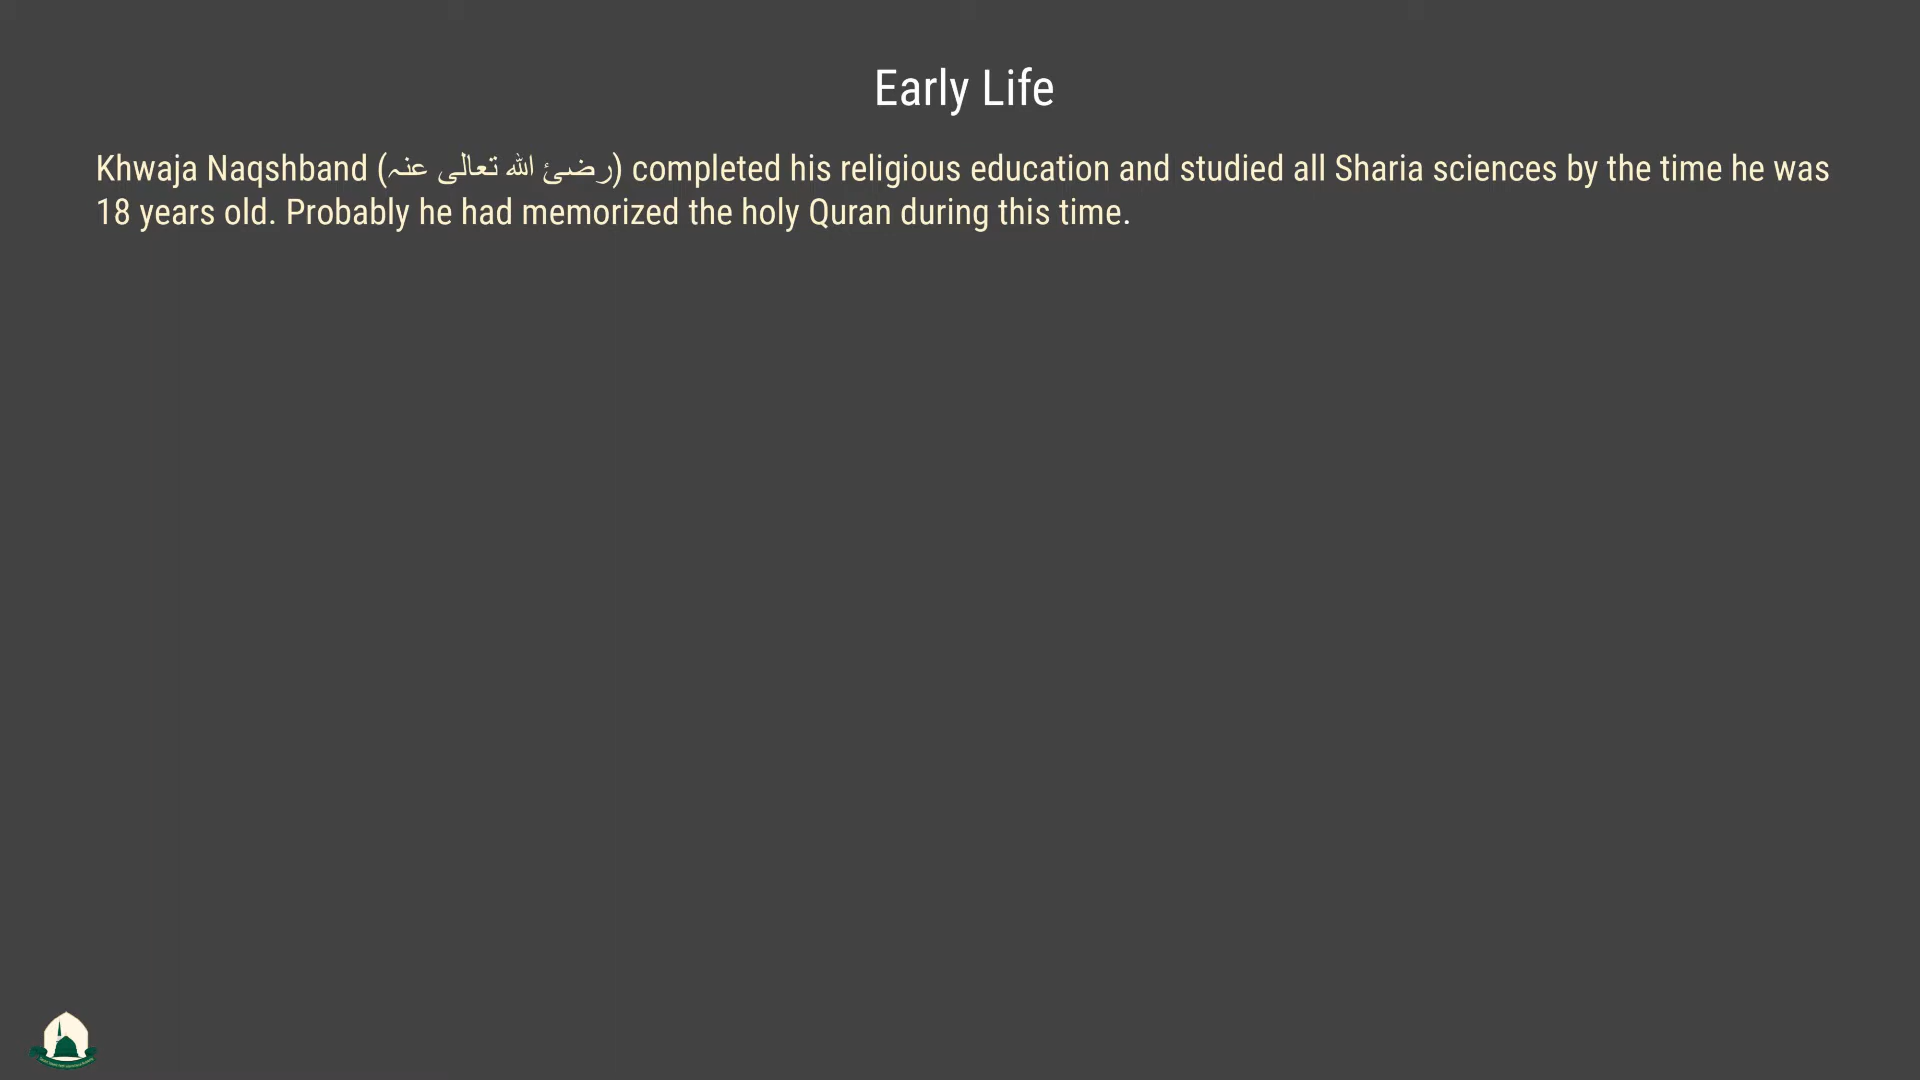 Early Life
Khwaja Naqshband (رضئ الله تعالی عنہ) completed his religious education and studied all Sharia sciences by the time he was
18 years old. Probably he had memorized the holy Quran during this time.